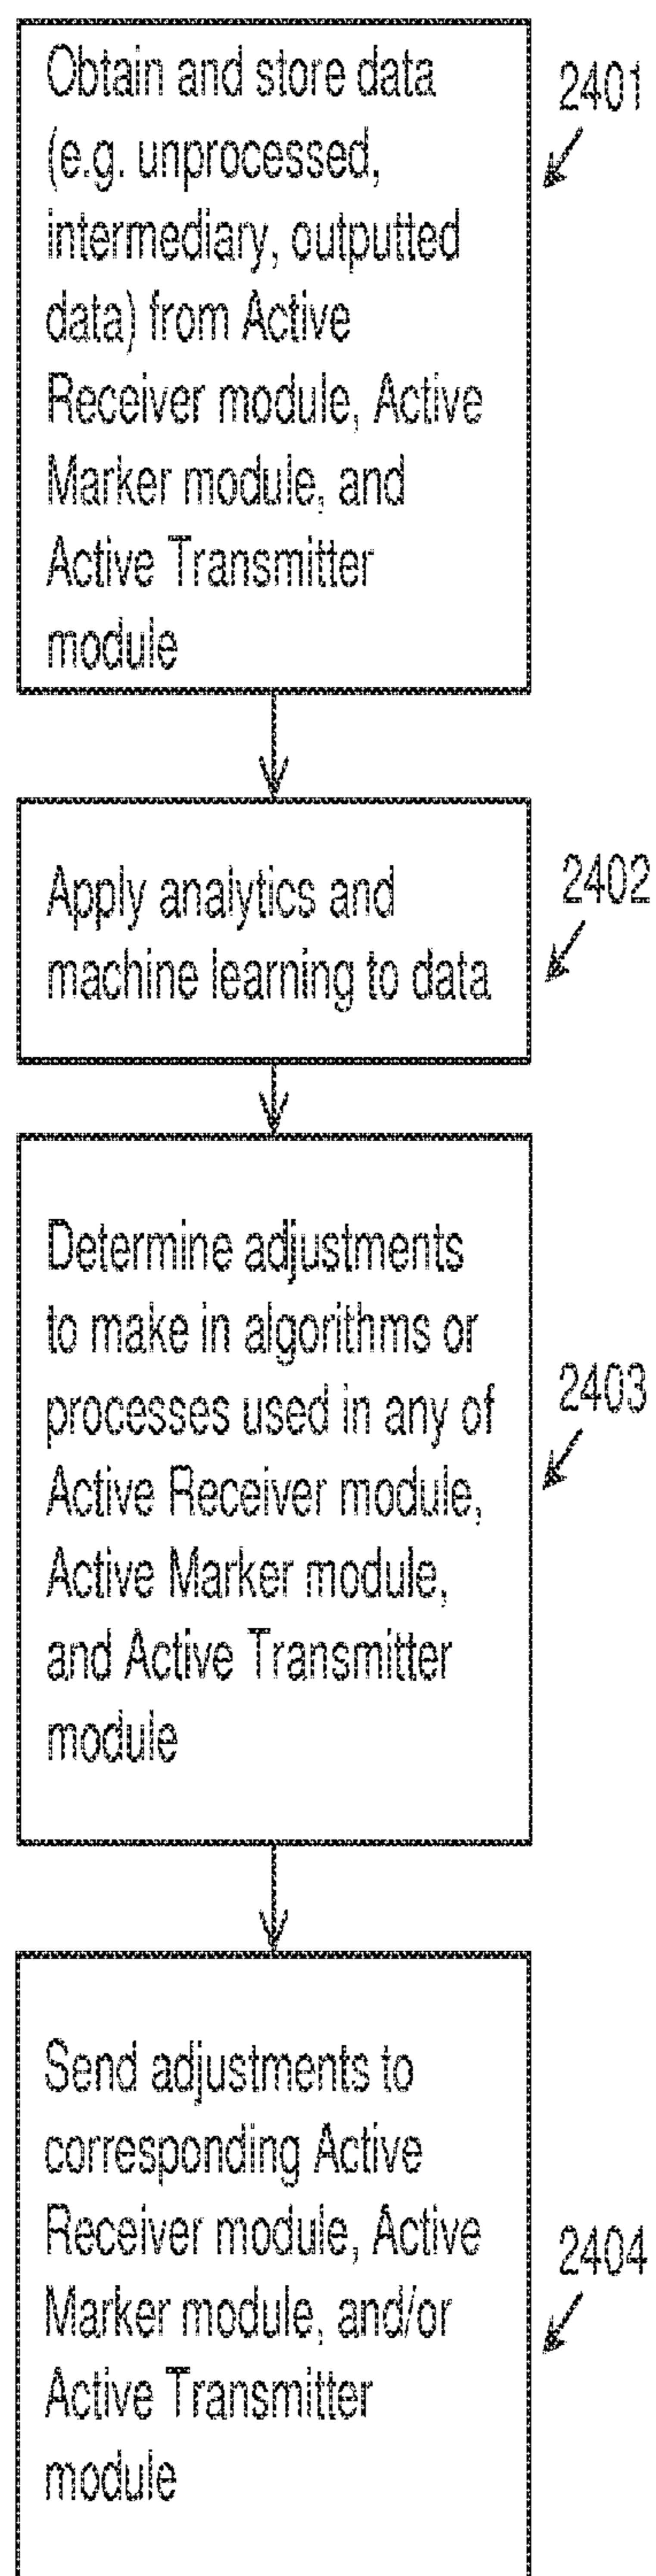 Obtain and store data
(e.g. unprocessed,
intermediary, outputted
data) from Active
Receiver module, Active
Marker module, and
Active Transmitter
module
2401
Apply analytics and
machine learning to data
2402
Determine adjustments
to make in algorithms or
processes used in any of
Active Receiver module,
Active Marker module,
and Active Transmitter
module
2403
Send adjustments to
corresponding Active
Receiver module, Active
Marker module, and/or
Active Transmitter
module
2404